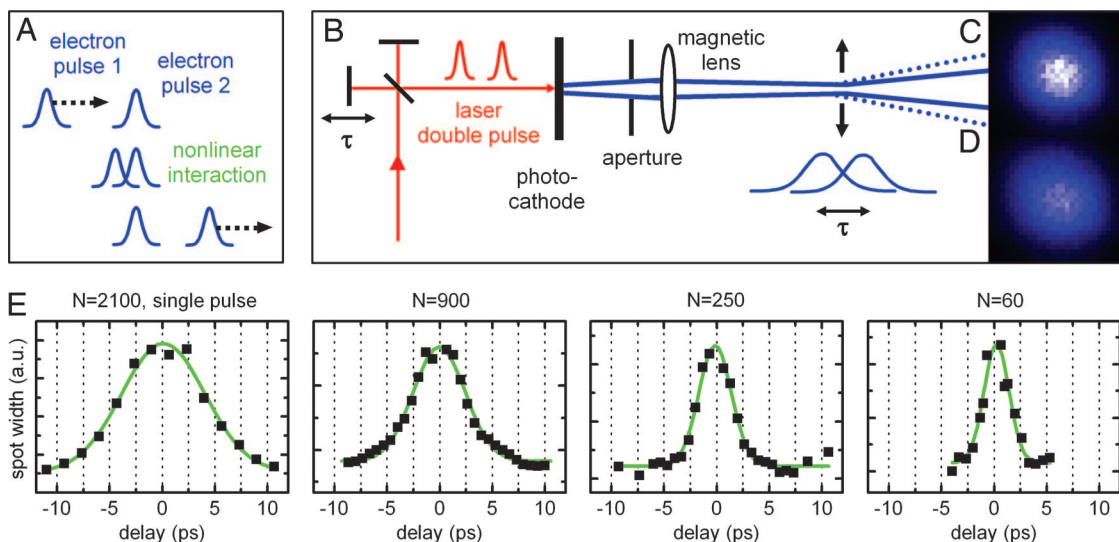 A
electron
pulse 1
electron
pulse 2
nonlinear
interaction
B
τ
laser
double pulse
photo-
cathode
aperture
magnetic
lens
τ
C
D
E
N=2100, single pulse
N=900
N=250
N=60
spot width (a.u.)
-10 -5 0 5 10
-10 -5 0 5 10
-10 -5 0 5 10
-10 -5 0 5 10
delay (ps)
delay (ps)
delay (ps)
delay (ps)